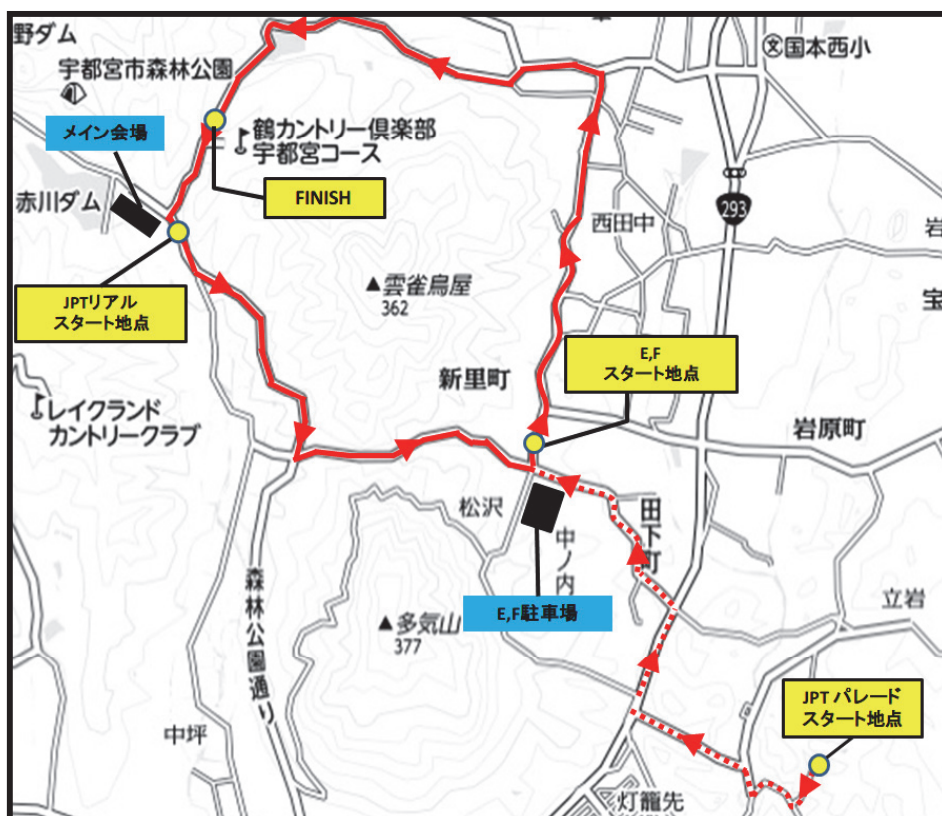 野ダム
宇都宮市森林公園
文国本西小
メイン会場
鶴カントリー倶楽部
宇都宮コース
FINISH
赤川ダム
293
西田中
岩
宝
JPTリアル
スタート地点
▲雲雀鳥屋
362
E,F
スタート地点
新里町
レイクランド
カントリークラブ
岩原町
松沢
中ノ内
田下町
森林公園通り
▲多気山
377
E,F駐車場
立岩
JPT パレード
スタート地点
中坪
灯籠先